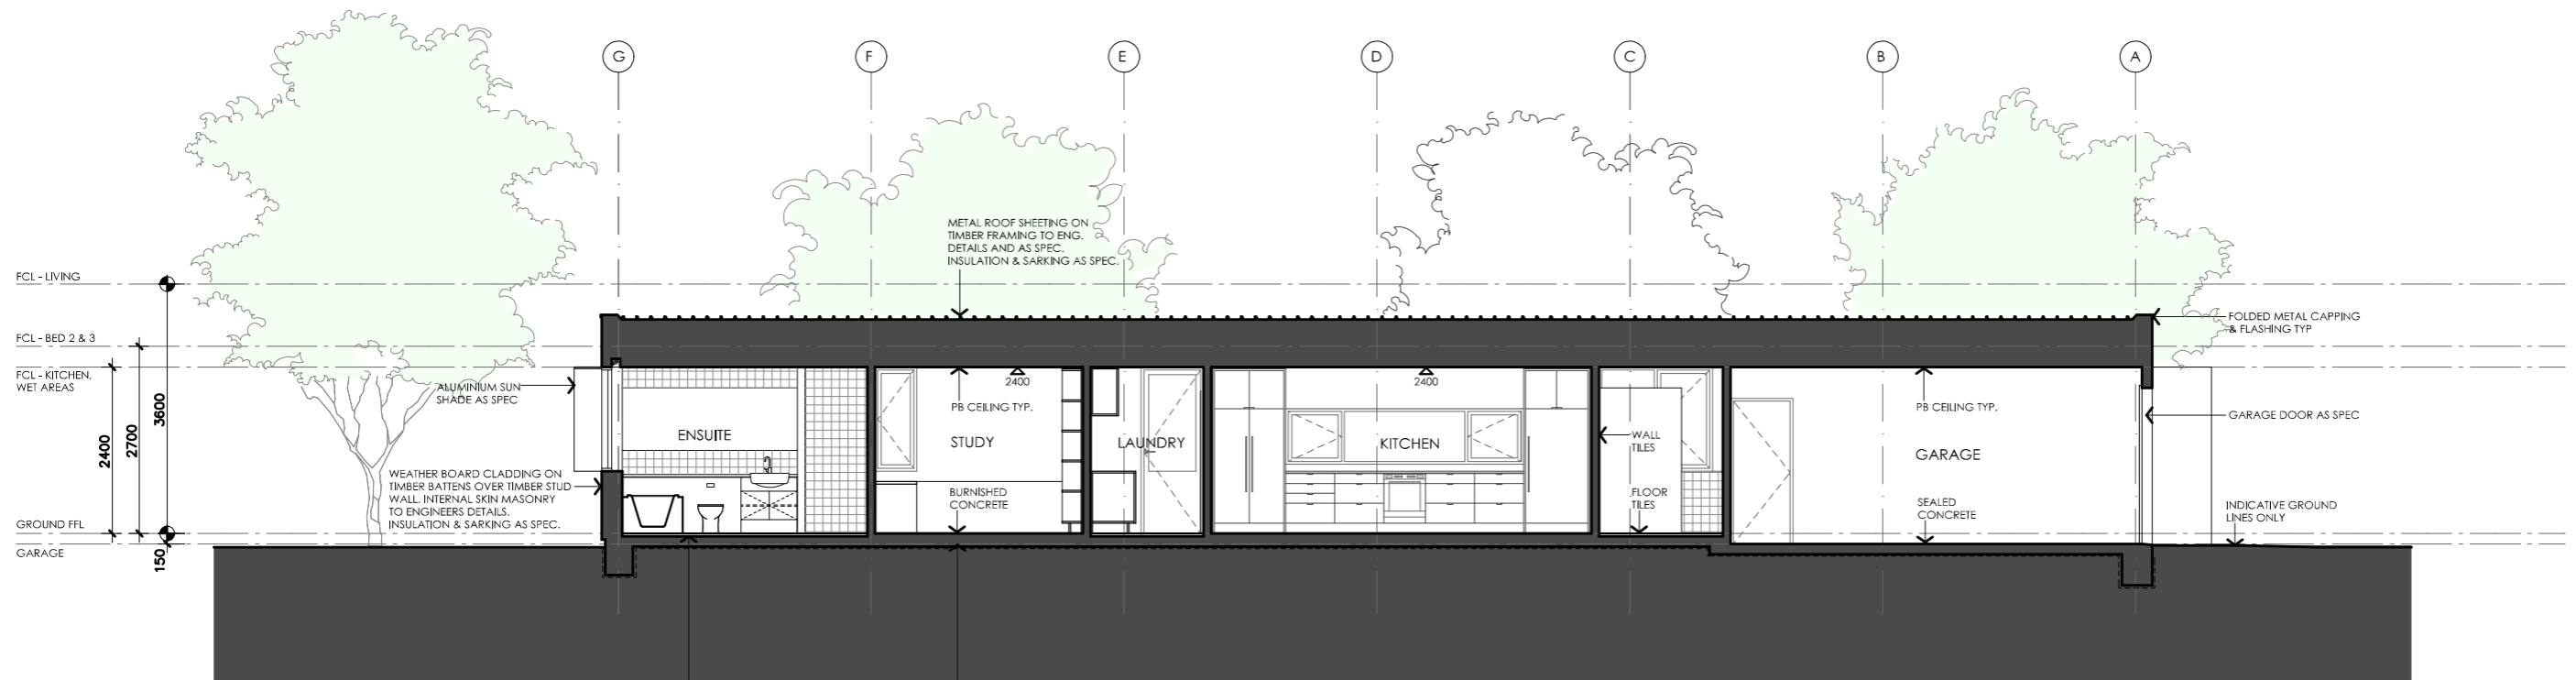 G
F
E
D
C
B
A
METAL ROOF SHEETING ON
TIMBER FRAMING TO ENG.
DETAILS AND AS SPEC.
INSULATION & SARKING AS SPEC.
FCL - LIVING
FOLDED METAL CAPPING
& FLASHING TYP
FCL - BED 2 & 3
FCL - KITCHEN,
WET AREAS
ALUMINIUM SUN
SHADE AS SPEC
2400
2700
3600
2400
PB CEILING TYP.
2400
PB CEILING TYP.
GARAGE DOOR AS SPEC
ENSUITE
STUDY
LAUNDRY
KITCHEN
WALL
TILES
GARAGE
WEATHER BOARD CLADDING ON
TIMBER BATTENS OVER TIMBER STUD
WALL. INTERNAL SKIN MASONRY
TO ENGINEERS DETAILS.
INSULATION & SARKING AS SPEC.
BURNISHED
CONCRETE
FLOOR
TILES
SEALED
CONCRETE
INDICATIVE GROUND
LINES ONLY
GROUND FFL
GARAGE
150